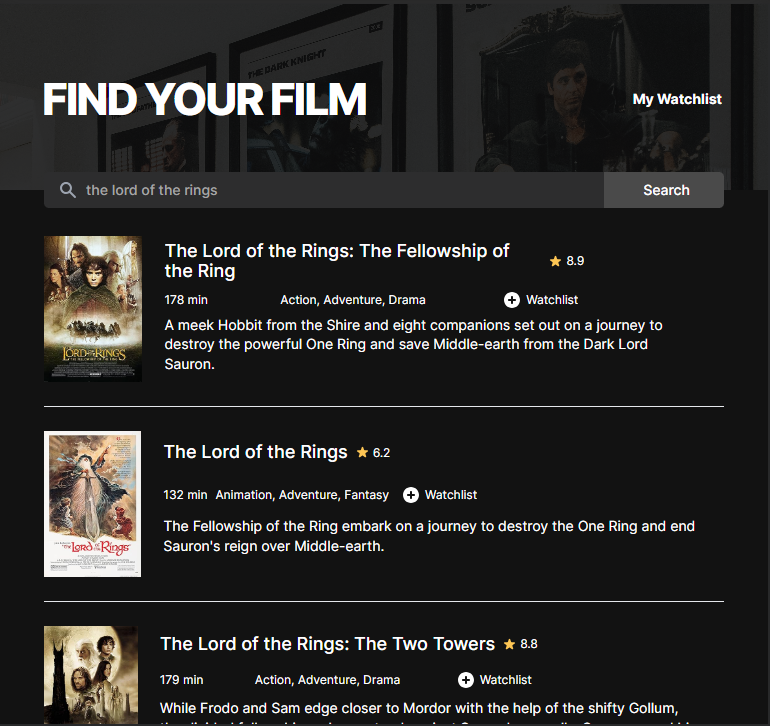 THE DARK KNIGHT
FIND YOUR FILM
My Watchlist
the lord of the rings
Search
The Lord of the Rings: The Fellowship of
the Ring
8.9
178 min
Action, Adventure, Drama
Watchlist
A meek Hobbit from the Shire and eight companions set out on a journey to
destroy the powerful One Ring and save Middle-earth from the Dark Lord
Sauron.
THE LORD OF THE RINGS
The Lord of the Rings
6.2
132 min
Animation, Adventure, Fantasy
Watchlist
The Fellowship of the Ring embark on a journey to destroy the One Ring and end
Sauron's reign over Middle-earth.
The Lord of the Rings
The Lord of the Rings: The Two Towers
8.8
179 min
Action, Adventure, Drama
Watchlist
While Frodo and Sam edge closer to Mordor with the help of the shifty Gollum,